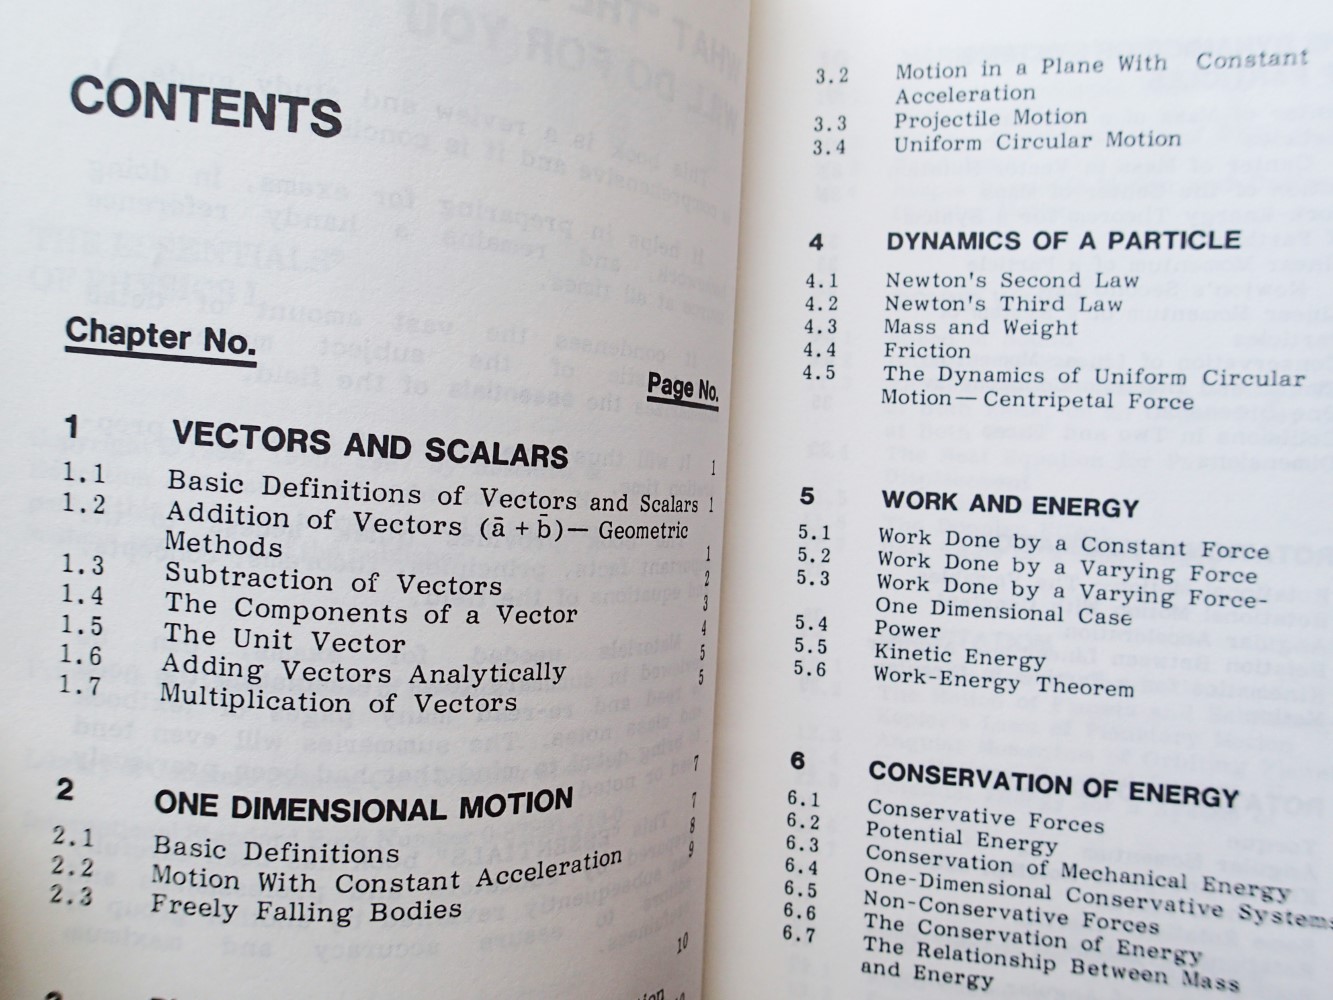 CONTENTS
Chapter No.
Page No.
1 VECTORS AND SCALARS 1
1.1 Basic Definitions of Vectors and Scalars 1
1.2 Addition of Vectors (ā + b̄) — Geometric
Methods 1
1.3 Subtraction of Vectors 2
1.4 The Components of a Vector 3
1.5 The Unit Vector 4
1.6 Adding Vectors Analytically 5
1.7 Multiplication of Vectors 5
2 ONE DIMENSIONAL MOTION 7
2.1 Basic Definitions 7
2.2 Motion With Constant Acceleration 8
2.3 Freely Falling Bodies 9
10
3.2 Motion in a Plane With Constant
Acceleration
3.3 Projectile Motion
3.4 Uniform Circular Motion
4 DYNAMICS OF A PARTICLE
4.1 Newton's Second Law
4.2 Newton's Third Law
4.3 Mass and Weight
4.4 Friction
4.5 The Dynamics of Uniform Circular
Motion — Centripetal Force
5 WORK AND ENERGY
5.1 Work Done by a Constant Force
5.2 Work Done by a Varying Force
5.3 Work Done by a Varying Force-
One Dimensional Case
5.4 Power
5.5 Kinetic Energy
5.6 Work-Energy Theorem
6 CONSERVATION OF ENERGY
6.1 Conservative Forces
6.2 Potential Energy
6.3 Conservation of Mechanical Energy
6.4 One-Dimensional Conservative Systems
6.5 Non-Conservative Forces
6.6 The Conservation of Energy
6.7 The Relationship Between Mass
and Energy